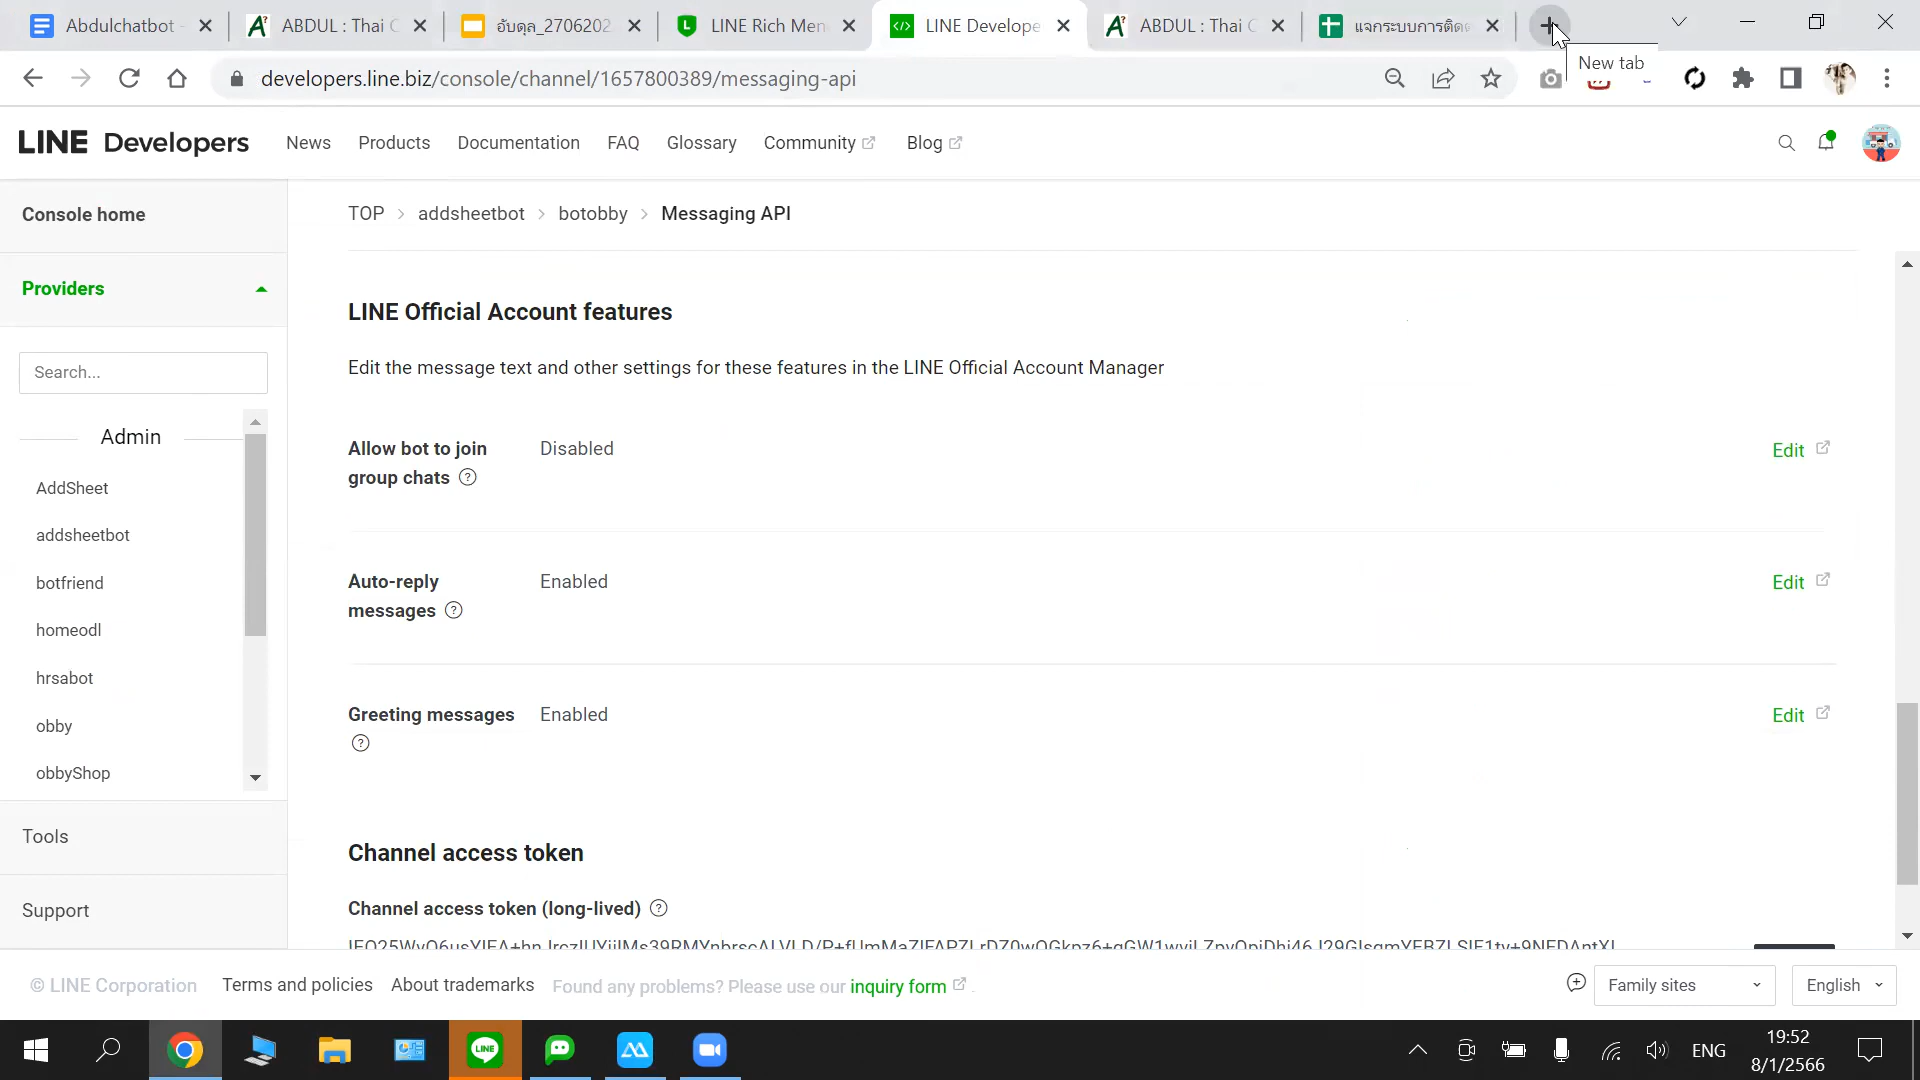 Abdulchatbot - ABDUL : Thai C อับดุล_2706202 LINE Rich Men LINE Develope ABDUL : Thai C แจกระบบการติดต
New tab
developers.line.biz/console/channel/1657800389/messaging-api
LINE Developers News Products Documentation FAQ Glossary Community Blog
Console home
TOP > addsheetbot > botobby > Messaging API
Providers
Search...
Admin
AddSheet
addsheetbot
botfriend
homeodl
hrsabot
obby
obbyShop
Tools
Support
LINE Official Account features
Edit the message text and other settings for these features in the LINE Official Account Manager
Allow bot to join Disabled Edit
group chats ?
Auto-reply Enabled Edit
messages ?
Greeting messages Enabled Edit
?
Channel access token
Channel access token (long-lived) ?
© LINE Corporation Terms and policies About trademarks Found any problems? Please use our inquiry form . Family sites English
LINE ENG 19:52
8/1/2566